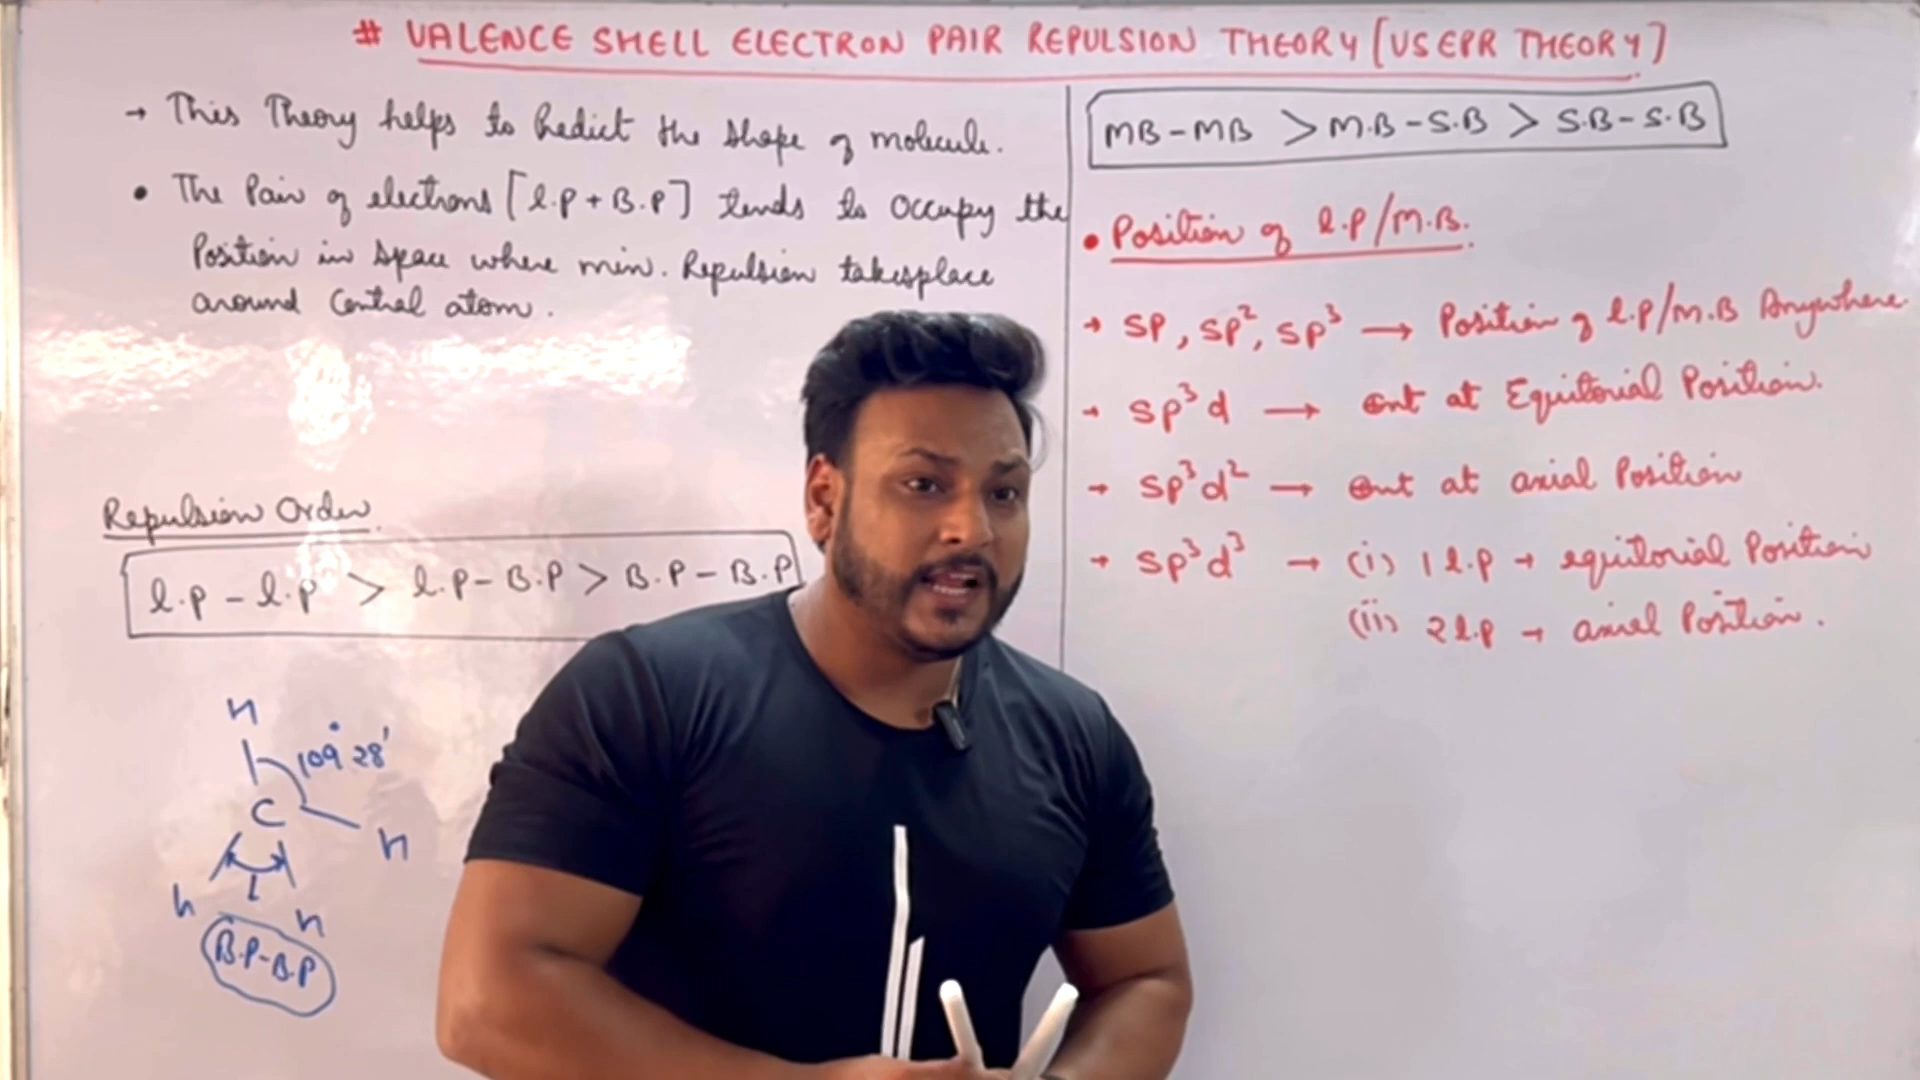 # VALENCE SHELL ELECTRON PAIR REPULSION THEORY [VSEPR THEORY]
→ This Theory helps to Predict the shape of molecule.
• The Pair of electrons [l.p + B.P] tends to occupy the
Position in space where min. Repulsion takesplace
around Central atom.
Repulsion Order
l.p - l.p > l.p - B.P > B.P - B.P
H
109° 28'
C
H
H
H
B.P-B.P
MB - MB > M.B - S.B > S.B - S.B
• Position of l.P/M.B.
→ sp, sp², sp³ → Position of l.P/M.B Anywhere
→ sp³d → at Equitorial Position.
→ sp³d² → at axial Position
→ sp³d³ → (i) 1 l.p → equitorial Position
(ii) 2 l.p → axial Position.